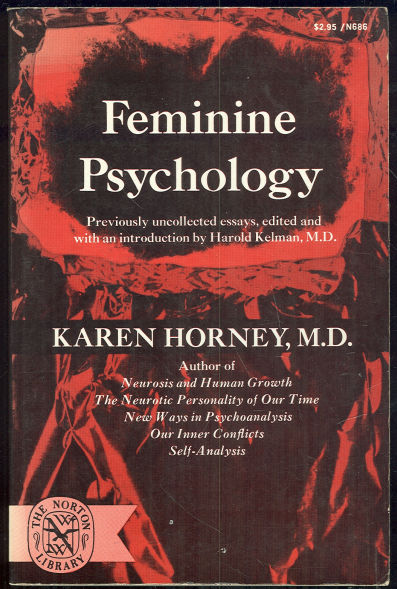 $2.95 / N686
Feminine
Psychology
Previously uncollected essays, edited and
with an introduction by Harold Kelman, M.D.
KAREN HORNEY, M.D.
Author of
Neurosis and Human Growth
The Neurotic Personality of Our Time
New Ways in Psychoanalysis
Our Inner Conflicts
Self-Analysis
THE NORTON
LIBRARY